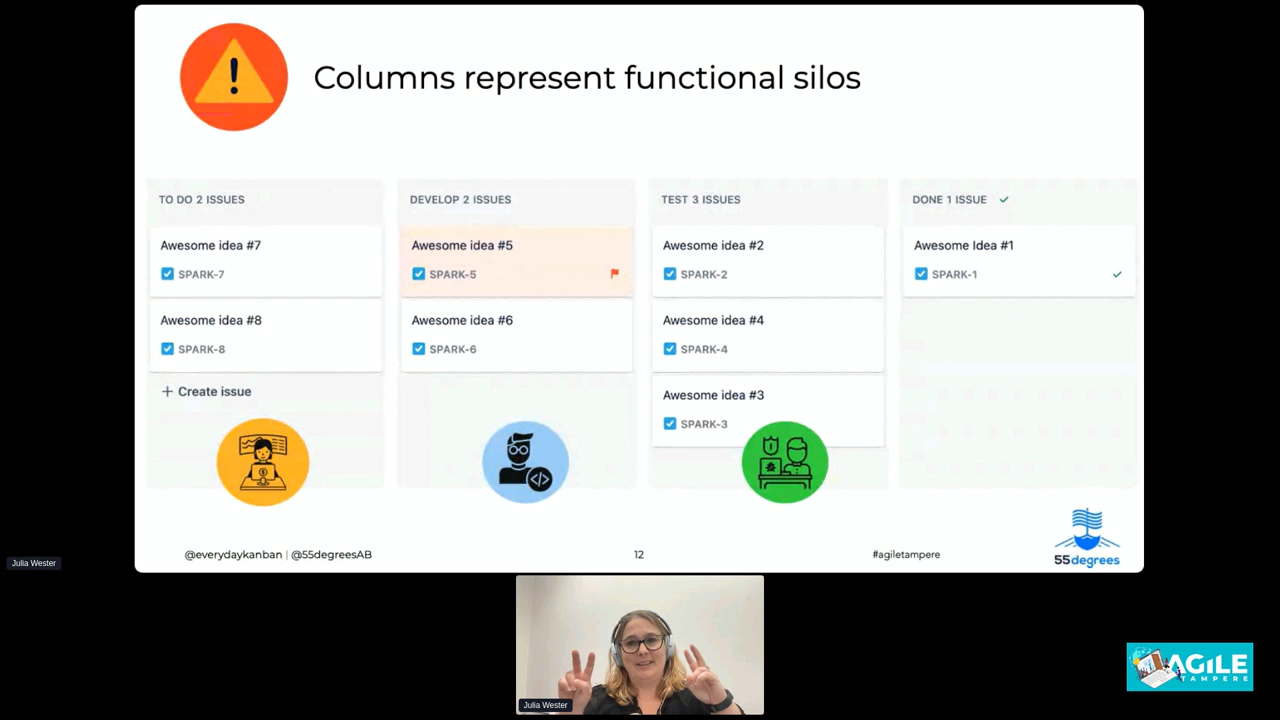 Columns represent functional silos
TO DO 2 ISSUES
Awesome idea #7
SPARK-7
Awesome idea #8
SPARK-8
+ Create issue
DEVELOP 2 ISSUES
Awesome idea #5
SPARK-5
Awesome idea #6
SPARK-6
TEST 3 ISSUES
Awesome idea #2
SPARK-2
Awesome idea #4
SPARK-4
Awesome idea #3
SPARK-3
DONE 1 ISSUE
Awesome Idea #1
SPARK-1
@everydaykanban | @55degreesAB
12
#agiletampere
55degrees
Julia Wester
Julia Wester
AGILE
TAMPERE